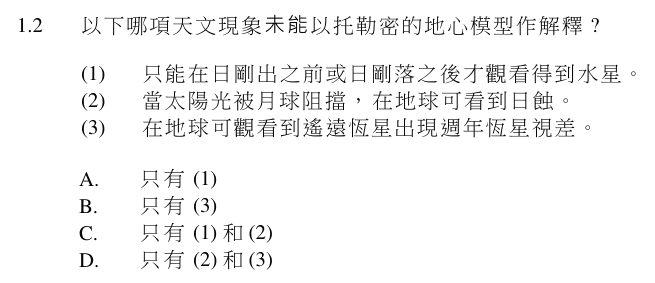 1.2 以下哪項天文現象未能以托勒密的地心模型作解釋？
(1) 只能在日剛出之前或日剛落之後才觀看得到水星。
(2) 當太陽光被月球阻擋，在地球可看到日蝕。
(3) 在地球可觀看到遙遠恆星出現週年恆星視差。
A. 只有 (1)
B. 只有 (3)
C. 只有 (1) 和 (2)
D. 只有 (2) 和 (3)